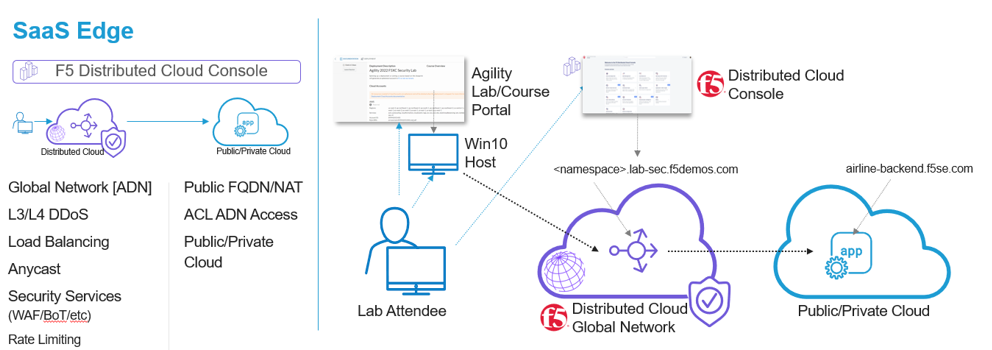 SaaS Edge
F5 Distributed Cloud Console
app
Distributed Cloud
Public/Private Cloud
Global Network [ADN]
L3/L4 DDoS
Load Balancing
Anycast
Security Services
(WAF/BoT/etc)
Rate Limiting
Public FQDN/NAT
ACL ADN Access
Public/Private
Cloud
Agility 2022 F5XC Security Lab
Agility
Lab/Course
Portal
Win10
Host
Lab Attendee
f5
Distributed Cloud
Console
<namespace>.lab-sec.f5demos.com
airline-backend.f5se.com
app
f5
Distributed Cloud
Global Network
Public/Private Cloud